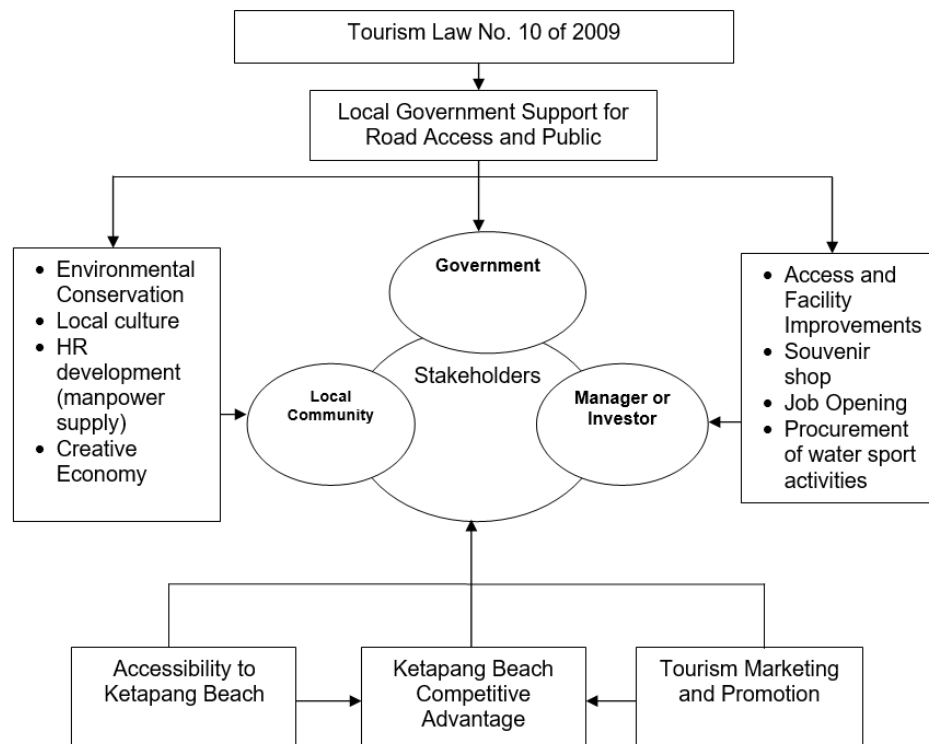 Tourism Law No. 10 of 2009
Local Government Support for
Road Access and Public
• Environmental
Conservation
• Local culture
• HR
development
(manpower
supply)
• Creative
Economy
Government
Stakeholders
Local
Community
Manager or
Investor
• Access and
Facility
Improvements
• Souvenir
shop
• Job Opening
• Procurement
of water sport
activities
Accessibility to
Ketapang Beach
Ketapang Beach
Competitive
Advantage
Tourism Marketing
and Promotion